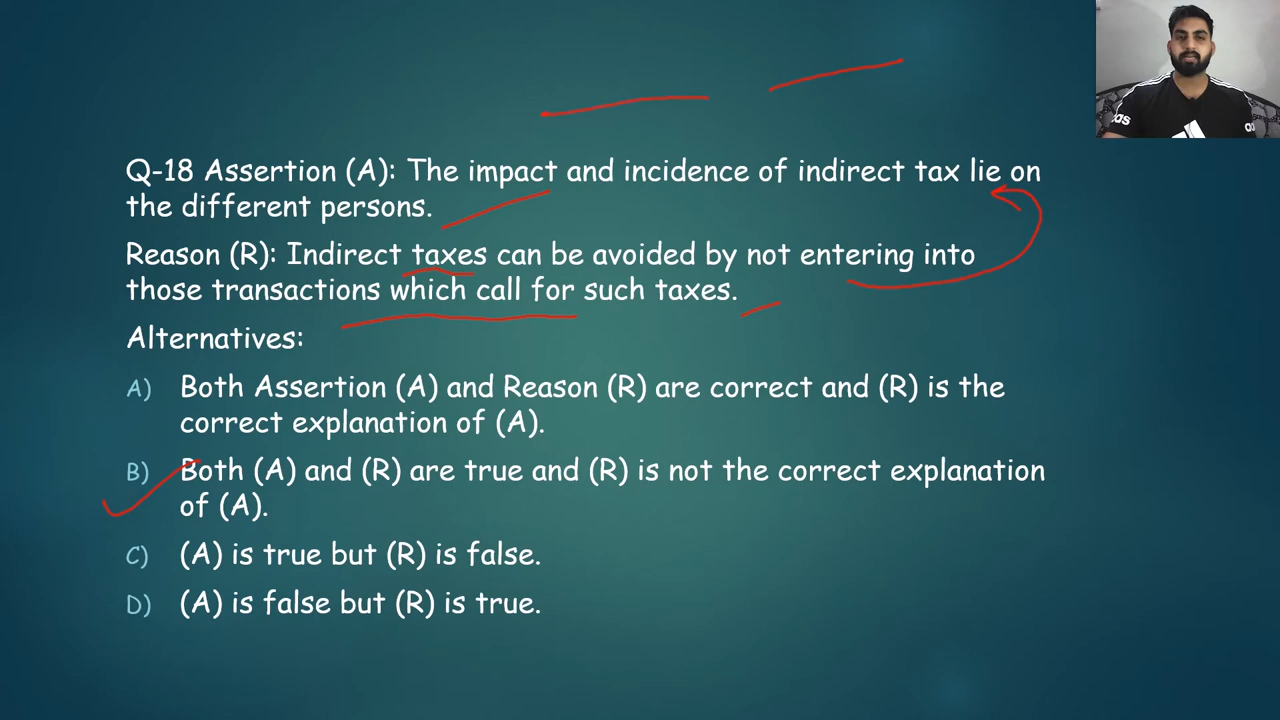 Q-18 Assertion (A): The impact and incidence of indirect tax lie on
the different persons.
Reason (R): Indirect taxes can be avoided by not entering into
those transactions which call for such taxes.
Alternatives:
A) Both Assertion (A) and Reason (R) are correct and (R) is the
correct explanation of (A).
B) Both (A) and (R) are true and (R) is not the correct explanation
of (A).
C) (A) is true but (R) is false.
D) (A) is false but (R) is true.